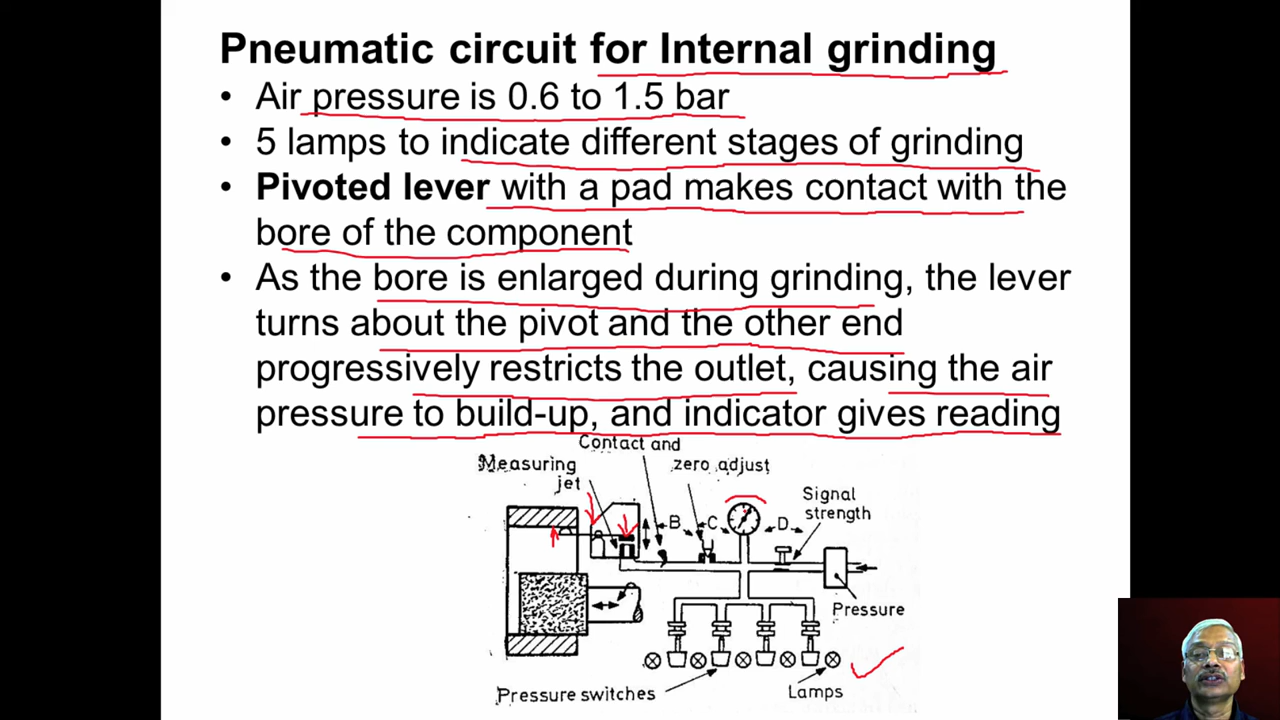 Pneumatic circuit for Internal grinding
• Air pressure is 0.6 to 1.5 bar
• 5 lamps to indicate different stages of grinding
• Pivoted lever with a pad makes contact with the
bore of the component
• As the bore is enlarged during grinding, the lever
turns about the pivot and the other end
progressively restricts the outlet, causing the air
pressure to build-up, and indicator gives reading
Contact and
Measuring
jet
zero adjust
Signal
strength
B
C
D
Pressure
Pressure switches
Lamps